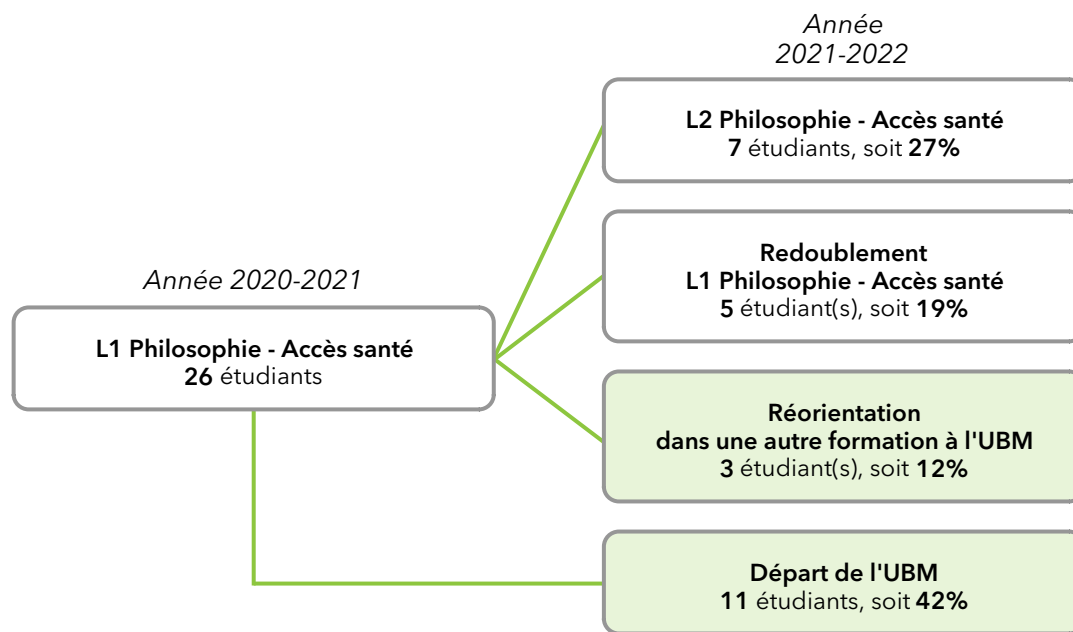 Année
2021-2022
L2 Philosophie - Accès santé
7 étudiants, soit 27%
Redoublement
L1 Philosophie - Accès santé
5 étudiant(s), soit 19%
Année 2020-2021
L1 Philosophie - Accès santé
26 étudiants
Réorientation
dans une autre formation à l'UBM
3 étudiant(s), soit 12%
Départ de l'UBM
11 étudiants, soit 42%